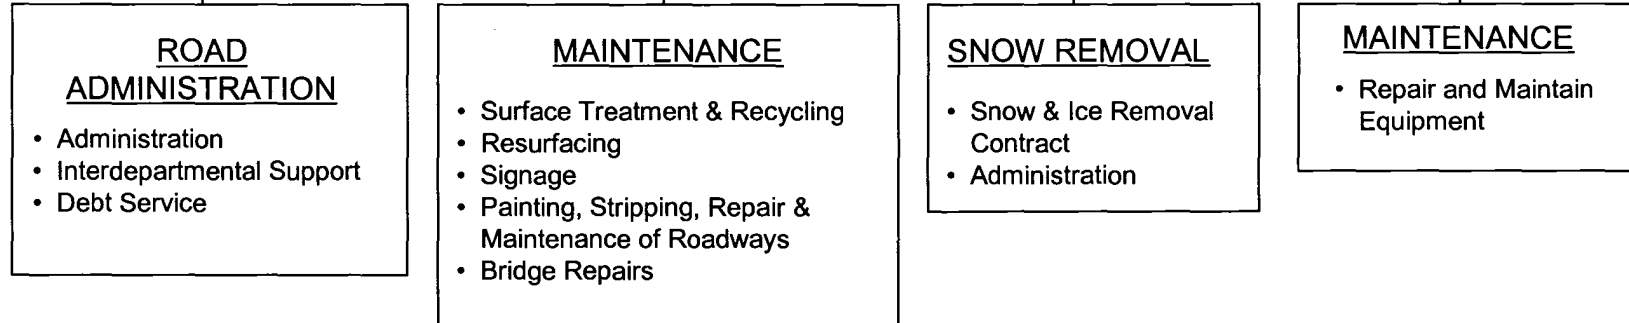 ROAD
ADMINISTRATION
• Administration
• Interdepartmental Support
• Debt Service
MAINTENANCE
• Surface Treatment & Recycling
• Resurfacing
• Signage
• Painting, Stripping, Repair &
Maintenance of Roadways
• Bridge Repairs
SNOW REMOVAL
• Snow & Ice Removal
Contract
• Administration
MAINTENANCE
• Repair and Maintain
Equipment